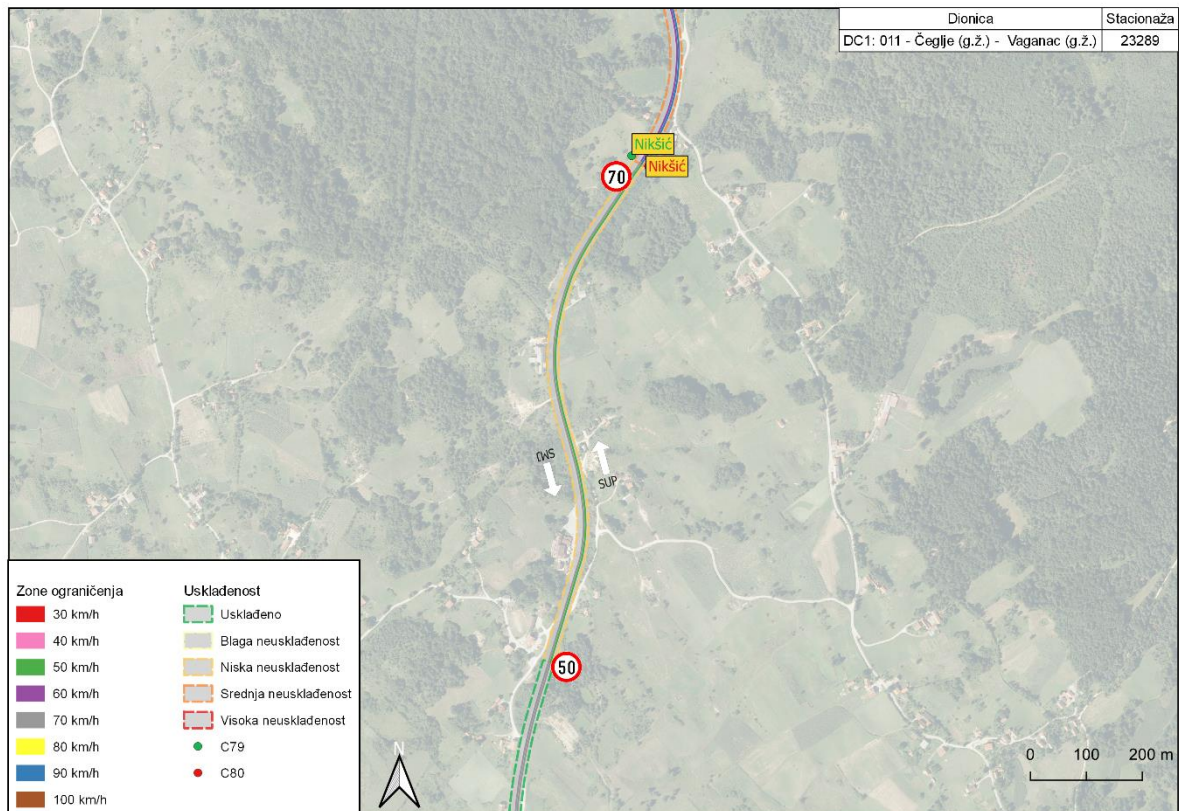 Dionica Stacionaža
DC1: 011 - Čeglje (g.ž.) - Vaganac (g.ž.) 23289
Nikšić
Nikšić
70
SMJ
SUP
50
Zone ograničenja
30 km/h
40 km/h
50 km/h
60 km/h
70 km/h
80 km/h
90 km/h
100 km/h
Usklađenost
Usklađeno
Blaga neusklađenost
Niska neusklađenost
Srednja neusklađenost
Visoka neusklađenost
C79
C80
N
0 100 200 m